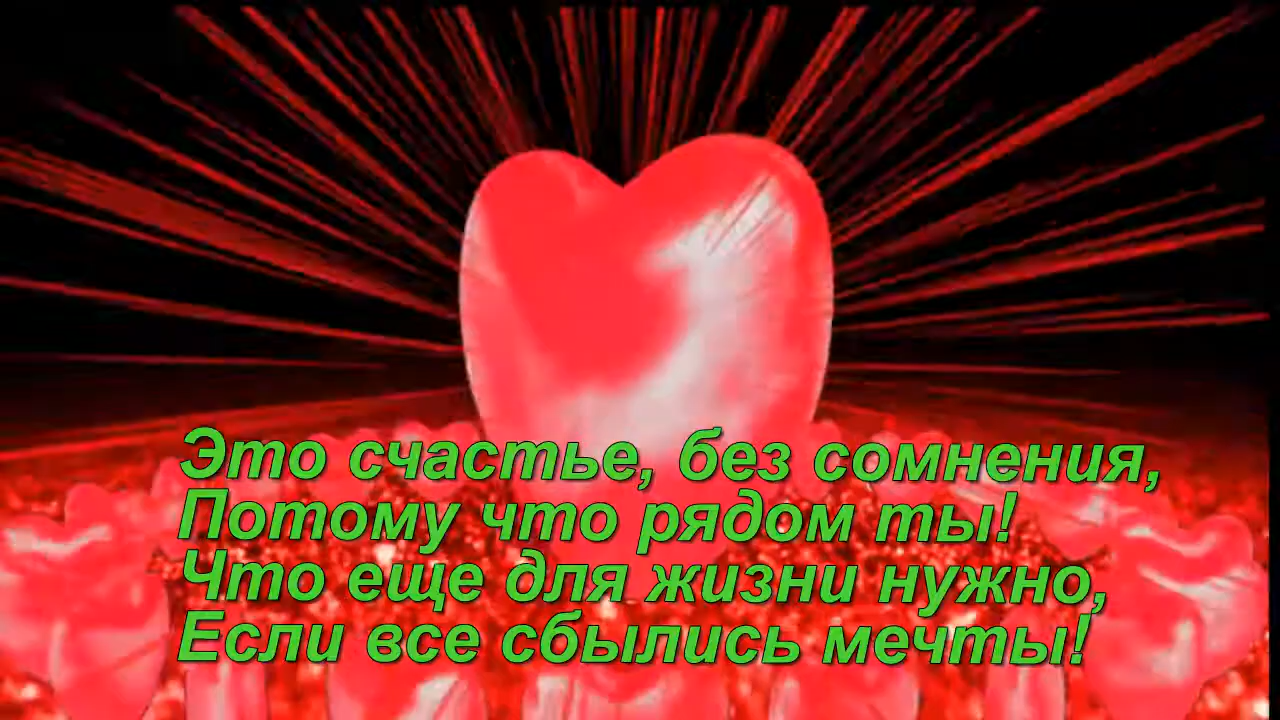 Это счастье, без сомнения,
Потому что рядом ты!
Что еще для жизни нужно,
Если все сбылись мечты!